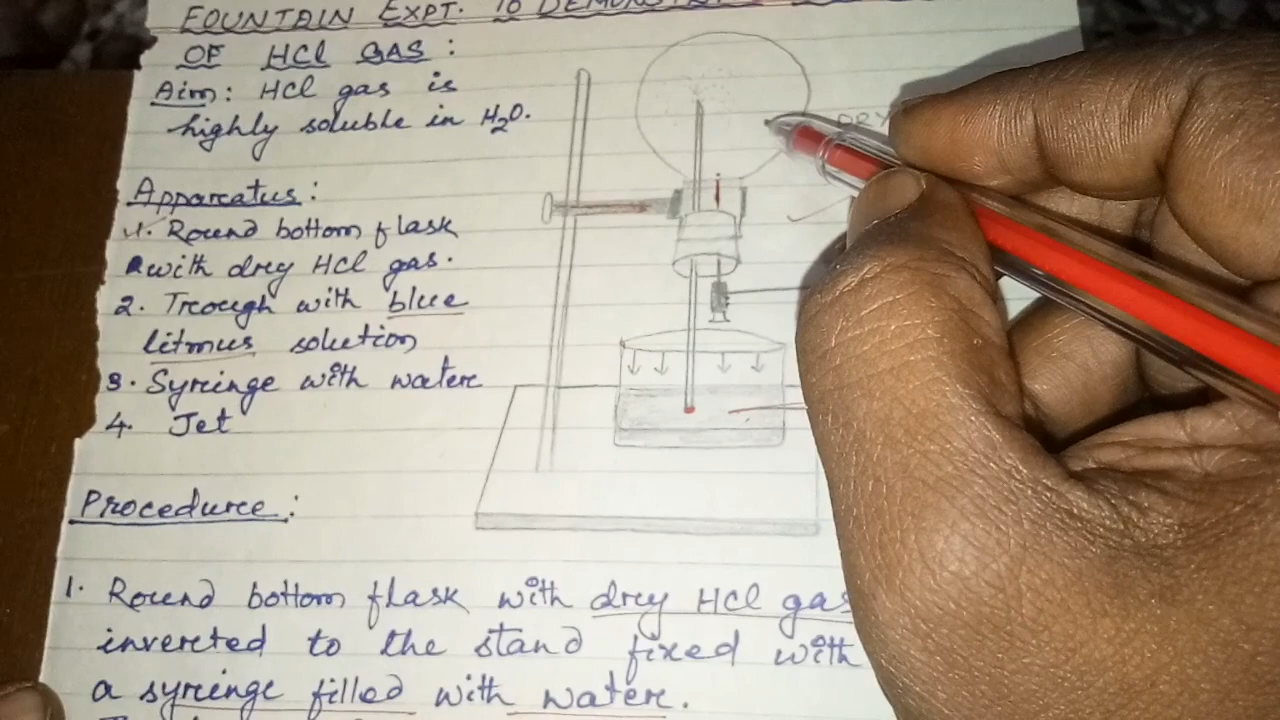 FOUNTAIN EXPT. TO
OF HCl GAS :
Aim: HCl gas is
highly soluble in H2O.
Apparatus :
1. Round bottom flask
with dry HCl gas.
2. Trough with blue
litmus solution
3. Syringe with water
4. Jet
DRY
Procedure :
1. Round bottom flask with dry HCl gas
inverted to the stand fixed with
a syringe filled with water.